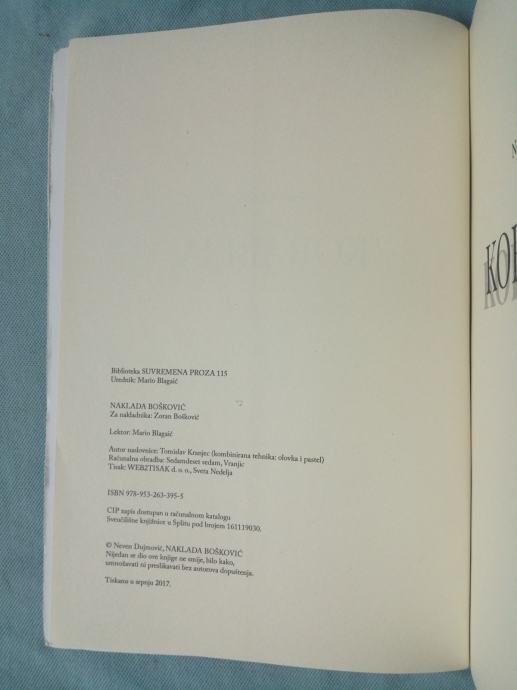 Biblioteka SUVREMENA PROZA 115
Urednik: Mario Blagaić
NAKLADA BOŠKOVIĆ
Za nakladnika: Zoran Bošković
Lektor: Mario Blagaić
Autor naslovnice: Tomislav Kranjec (kombinirana tehnika: olovka i pastel)
Računalna obradba: Sedamdeset sedam, Vranjic
Tisak: WEB2TISAK d. o. o., Sveta Nedelja
ISBN 978-953-263-395-5
CIP zapis dostupan u računalnom katalogu
Sveučilišne knjižnice u Splitu pod brojem 161119030.
© Neven Dujmović, NAKLADA BOŠKOVIĆ
Nijedan se dio ove knjige ne smije, bilo kako,
umnožavati ni preslikavati bez autorova dopuštenja.
Tiskano u srpnju 2017.